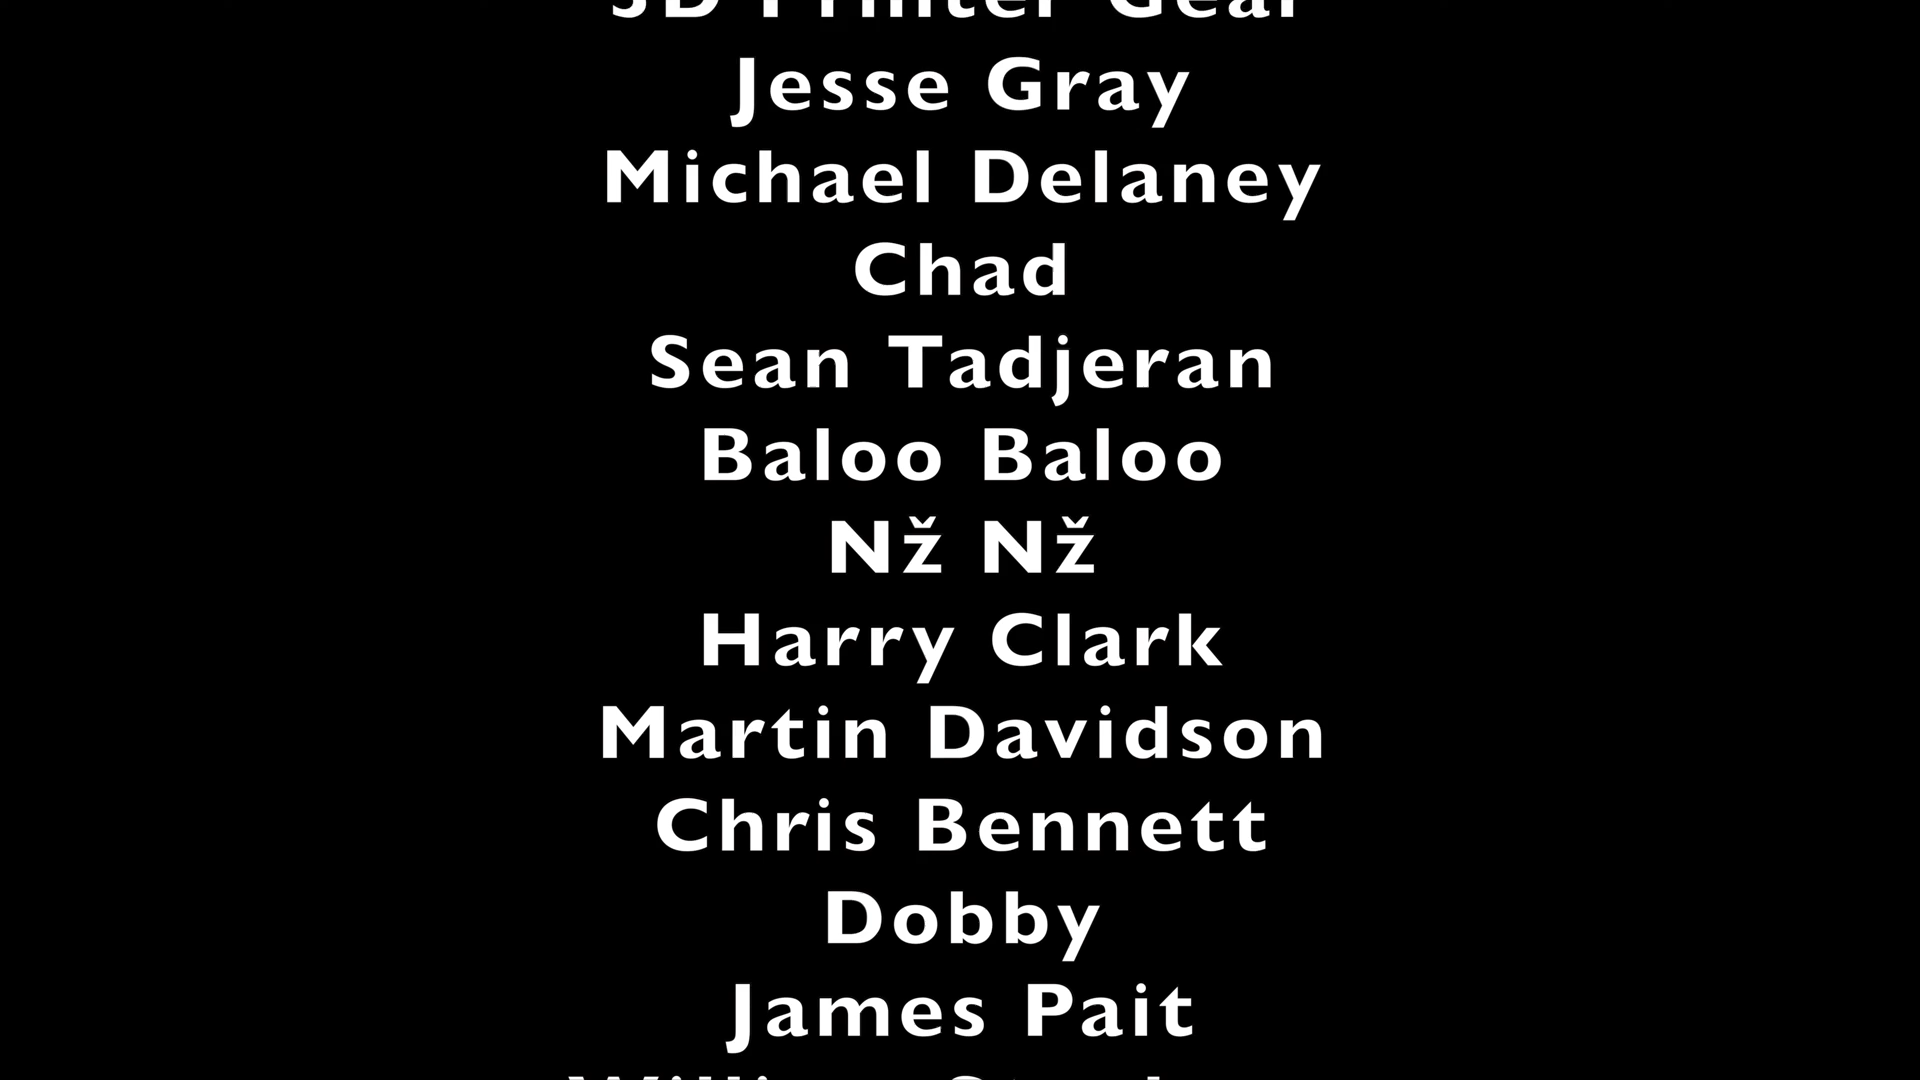 3D Printer Gear
Jesse Gray
Michael Delaney
Chad
Sean Tadjeran
Baloo Baloo
Nž Nž
Harry Clark
Martin Davidson
Chris Bennett
Dobby
James Pait